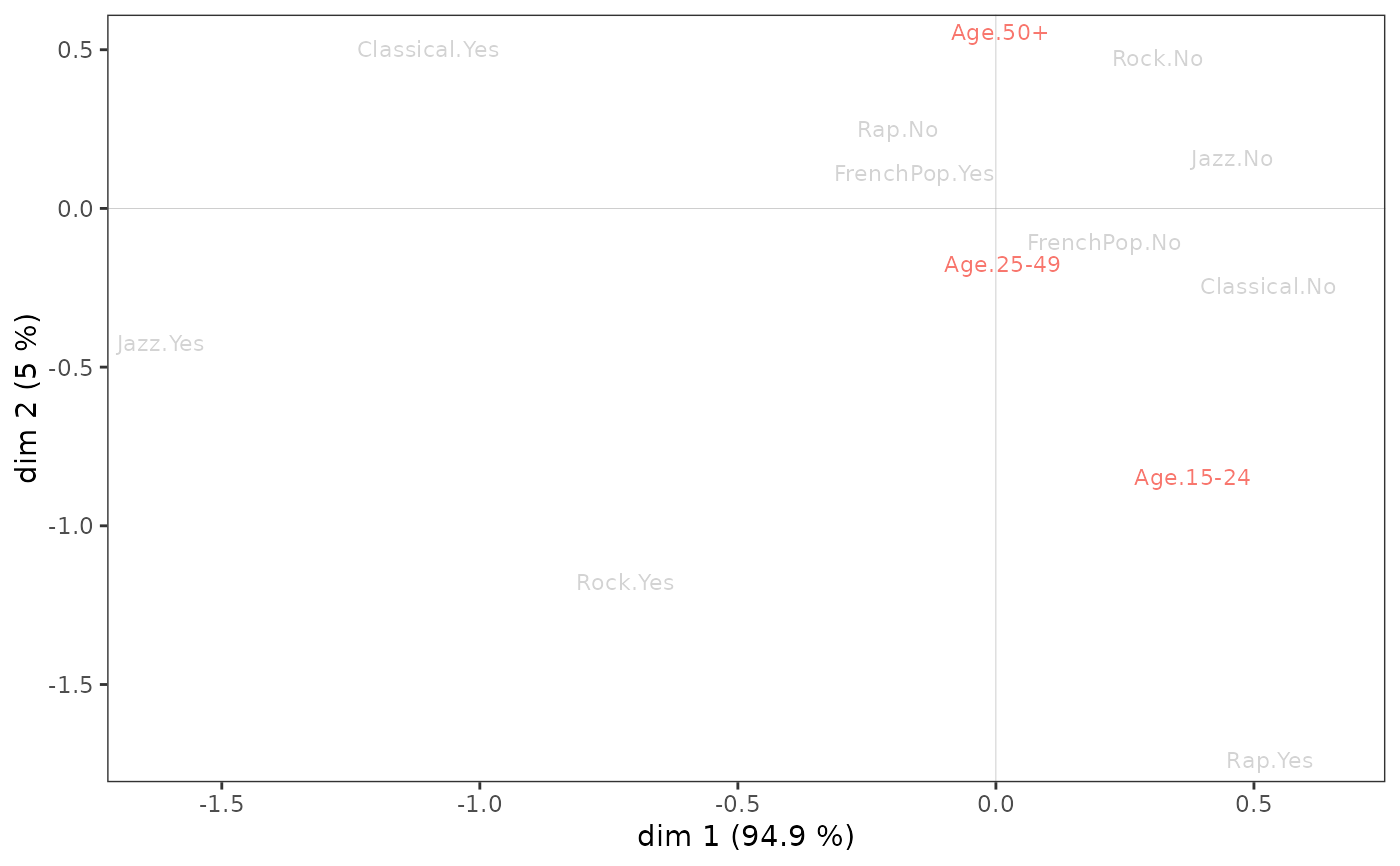 Age.50+
0.5
Classical.Yes
Rock.No
Rap.No
Jazz.No
FrenchPop.Yes
0.0
FrenchPop.No
Age.25-49
Classical.No
Jazz.Yes
-0.5
dim 2 (5 %)
Age.15-24
-1.0
Rock.Yes
-1.5
Rap.Yes
-1.5 -1.0 -0.5 0.0 0.5
dim 1 (94.9 %)